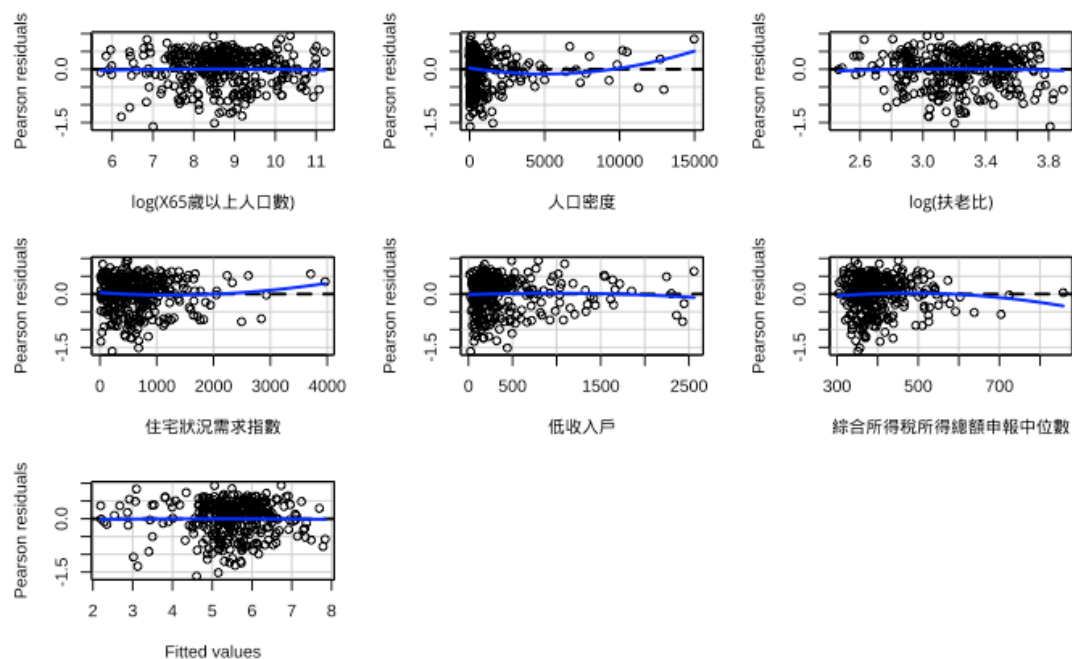 Pearson residuals
0.0
-1.5
6 7 8 9 10 11
log(X65歲以上人口數)
Pearson residuals
0.0
-1.5
0 5000 10000 15000
人口密度
Pearson residuals
0.0
-1.5
2.6 3.0 3.4 3.8
log(扶老比)
Pearson residuals
0.0
-1.5
0 1000 2000 3000 4000
住宅狀況需求指數
Pearson residuals
0.0
-1.5
0 500 1500 2500
低收入戶
Pearson residuals
0.0
-1.5
300 500 700
綜合所得稅所得總額申報中位數
Pearson residuals
0.0
-1.5
2 3 4 5 6 7 8
Fitted values